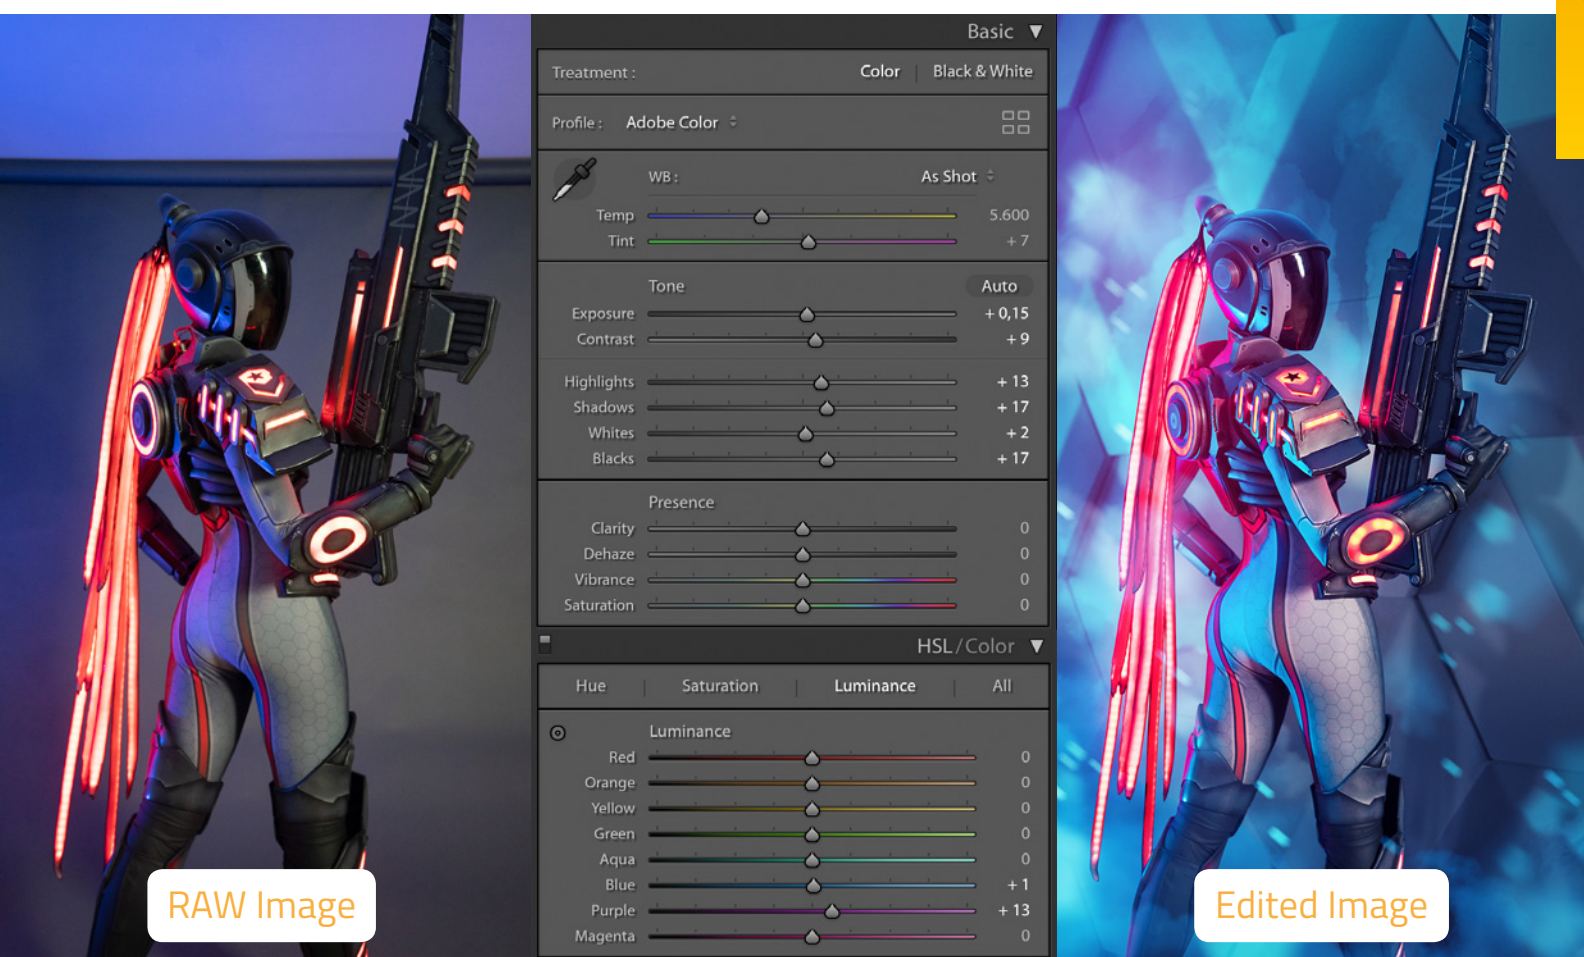 Basic
Treatment : Color | Black & White
Profile : Adobe Color
WB : As Shot
Temp 5.600
Tint + 7
Tone Auto
Exposure + 0,15
Contrast + 9
Highlights + 13
Shadows + 17
Whites + 2
Blacks + 17
Presence
Clarity 0
Dehaze 0
Vibrance 0
Saturation 0
HSL / Color
Hue | Saturation | Luminance | All
Luminance
Red 0
Orange 0
Yellow 0
Green 0
Aqua 0
Blue + 1
Purple + 13
Magenta 0
RAW Image
Edited Image